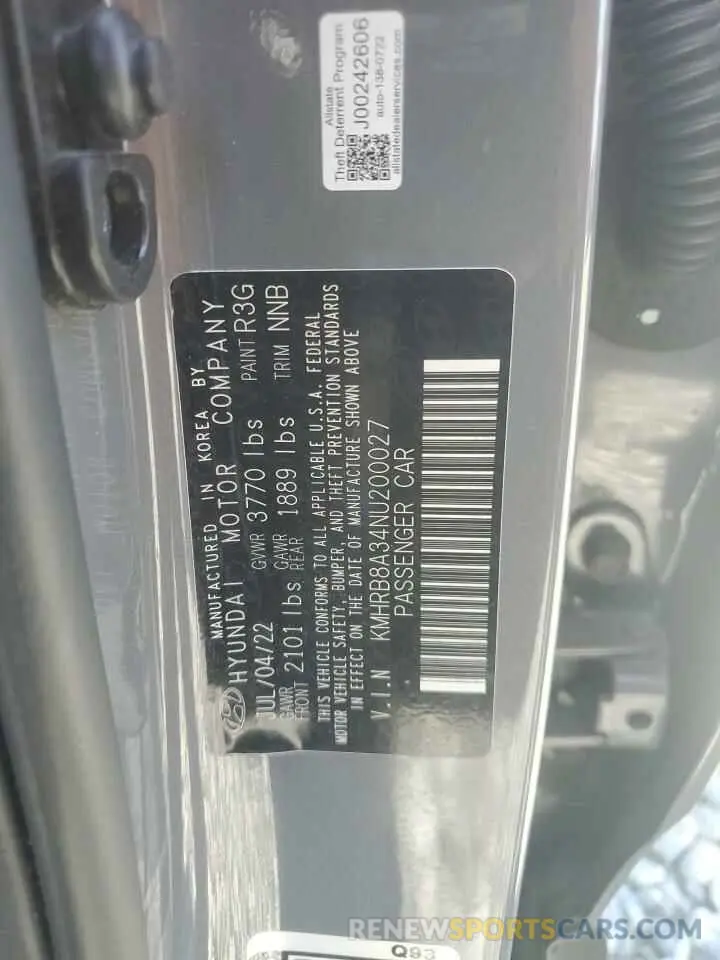 Allstate
Theft Deterrent Program
J00242606
auto-138-0722
allstatedealerservices.com
MANUFACTURED IN KOREA BY
HYUNDAI MOTOR COMPANY
JUL/04/22 GVWR 3770 lbs PAINT R3G
GAWR FRONT 2101 lbs GAWR REAR 1889 lbs TRIM NNB
THIS VEHICLE CONFORMS TO ALL APPLICABLE U.S.A. FEDERAL
MOTOR VEHICLE SAFETY, BUMPER, AND THEFT PREVENTION STANDARDS
IN EFFECT ON THE DATE OF MANUFACTURE SHOWN ABOVE
V.I.N KMHRB8A34NU200027
PASSENGER CAR
Q93
RENEWSPORTSCARS.COM